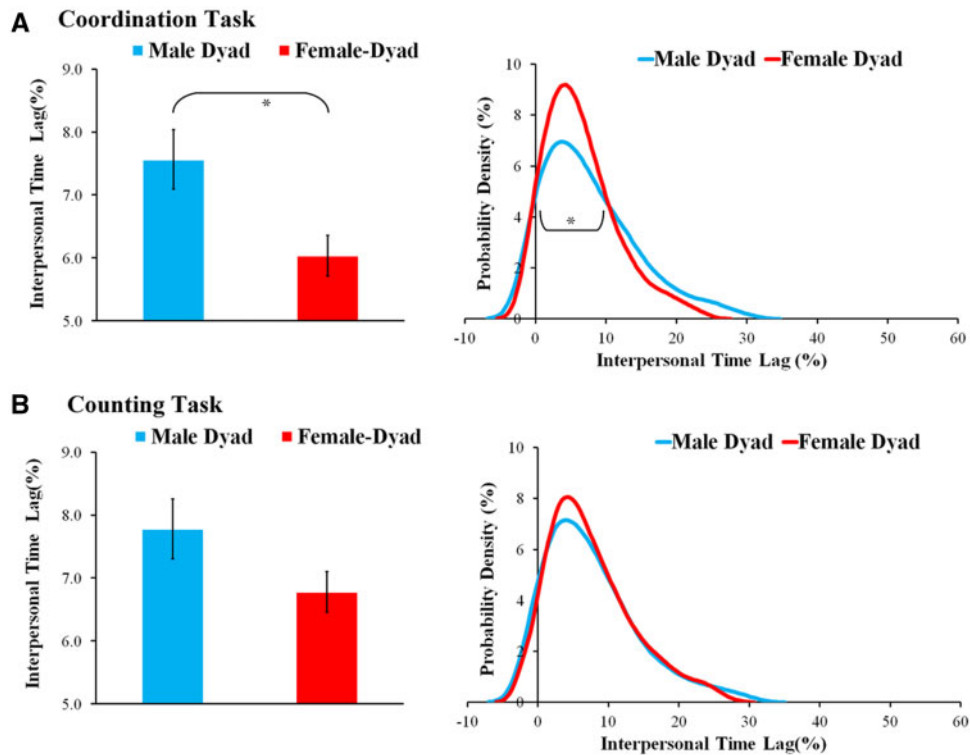 A Coordination Task
Male Dyad Female-Dyad
9.0
8.0
7.0
6.0
5.0
Interpersonal Time Lag(%)
*
Male Dyad Female Dyad
10
8
6
4
2
0
Probability Density (%)
*
-10 0 10 20 30 40 50 60
Interpersonal Time Lag (%)
B Counting Task
Male Dyad Female-Dyad
9.0
8.0
7.0
6.0
5.0
Interpersonal Time Lag(%)
Male Dyad Female Dyad
10
8
6
4
2
0
Probability Density (%)
-10 0 10 20 30 40 50 60
Interpersonal Time Lag(%)